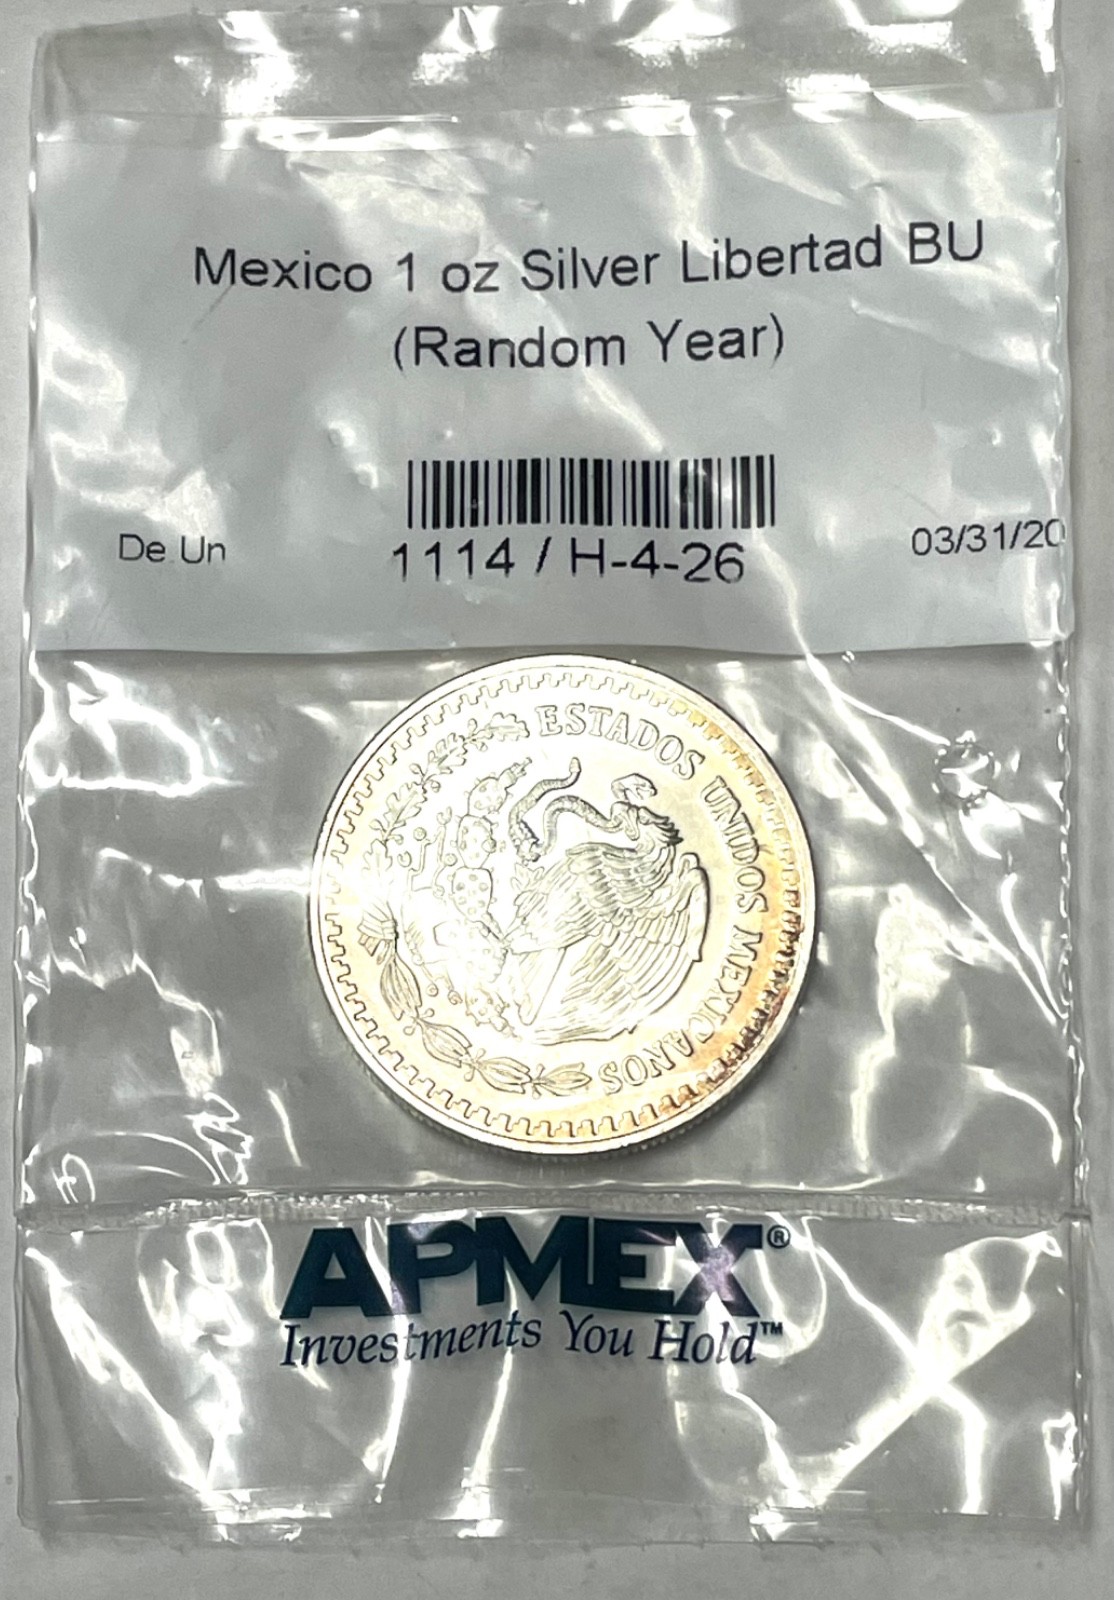 Mexico 1 oz Silver Libertad BU
(Random Year)
De Un
1114 / H-4-26
03/31/20
ESTADOS UNIDOS MEXICANOS
APMEX®
Investments You Hold™